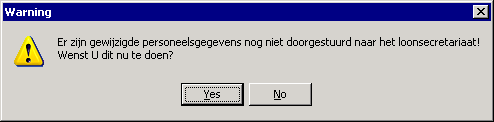 Warning
Er zijn gewijzigde personeelsgegevens nog niet doorgestuurd naar het loonsecretariaat!
Wenst U dit nu te doen?
Yes No